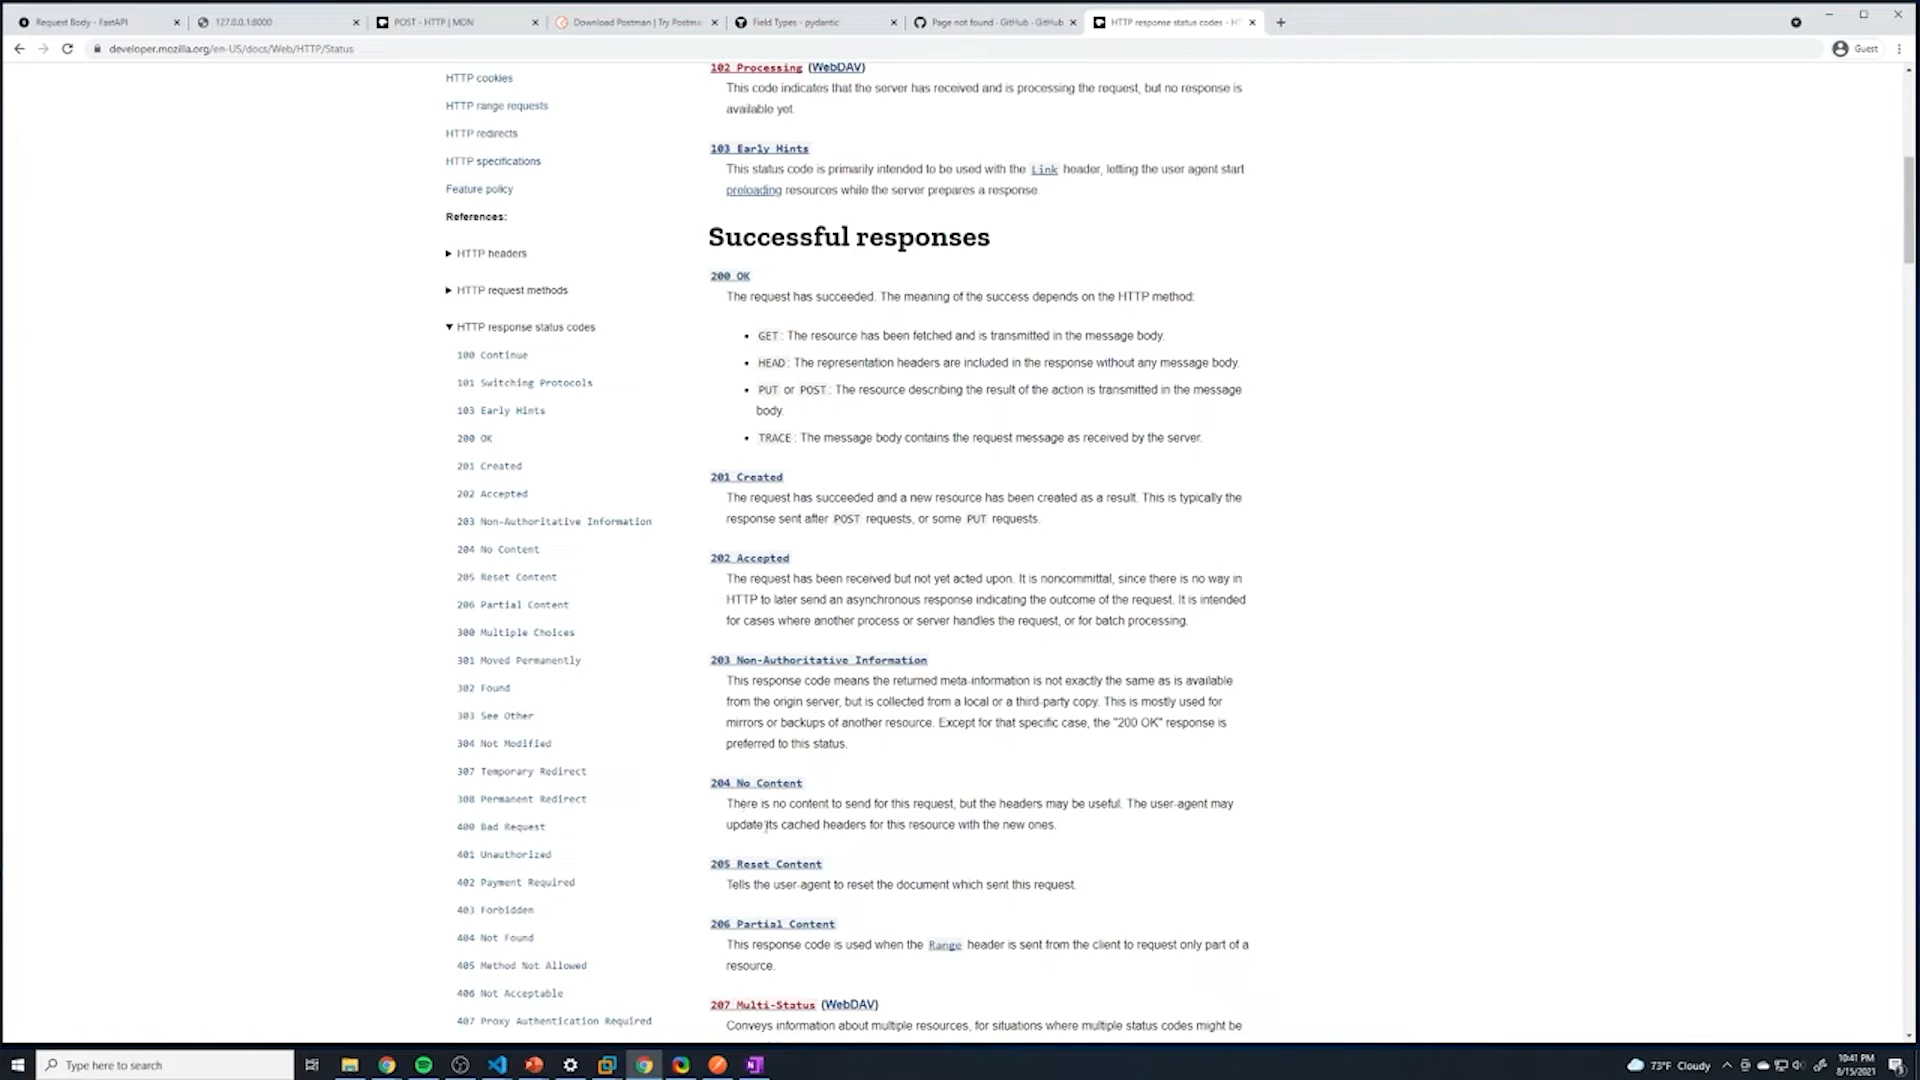 Request Body - FastAPI
127.0.0.1:8000
POST - HTTP | MDN
Download Postman | Try Postma
Field Types - pydantic
Page not found · GitHub · GitHub
HTTP response status codes - HT
developer.mozilla.org/en-US/docs/Web/HTTP/Status
Guest
HTTP cookies
HTTP range requests
HTTP redirects
HTTP specifications
Feature policy
References:
HTTP headers
HTTP request methods
HTTP response status codes
100 Continue
101 Switching Protocols
103 Early Hints
200 OK
201 Created
202 Accepted
203 Non-Authoritative Information
204 No Content
205 Reset Content
206 Partial Content
300 Multiple Choices
301 Moved Permanently
302 Found
303 See Other
304 Not Modified
307 Temporary Redirect
308 Permanent Redirect
400 Bad Request
401 Unauthorized
402 Payment Required
403 Forbidden
404 Not Found
405 Method Not Allowed
406 Not Acceptable
407 Proxy Authentication Required
102 Processing (WebDAV)
This code indicates that the server has received and is processing the request, but no response is
available yet.
103 Early Hints
This status code is primarily intended to be used with the Link header, letting the user agent start
preloading resources while the server prepares a response.
Successful responses
200 OK
The request has succeeded. The meaning of the success depends on the HTTP method:
• GET: The resource has been fetched and is transmitted in the message body.
• HEAD: The representation headers are included in the response without any message body.
• PUT or POST: The resource describing the result of the action is transmitted in the message
body.
• TRACE: The message body contains the request message as received by the server.
201 Created
The request has succeeded and a new resource has been created as a result. This is typically the
response sent after POST requests, or some PUT requests.
202 Accepted
The request has been received but not yet acted upon. It is noncommittal, since there is no way in
HTTP to later send an asynchronous response indicating the outcome of the request. It is intended
for cases where another process or server handles the request, or for batch processing.
203 Non-Authoritative Information
This response code means the returned meta-information is not exactly the same as is available
from the origin server, but is collected from a local or a third-party copy. This is mostly used for
mirrors or backups of another resource. Except for that specific case, the "200 OK" response is
preferred to this status.
204 No Content
There is no content to send for this request, but the headers may be useful. The user-agent may
update its cached headers for this resource with the new ones.
205 Reset Content
Tells the user-agent to reset the document which sent this request.
206 Partial Content
This response code is used when the Range header is sent from the client to request only part of a
resource.
207 Multi-Status (WebDAV)
Conveys information about multiple resources, for situations where multiple status codes might be
Type here to search
73°F Cloudy
10:41 PM
8/15/2021